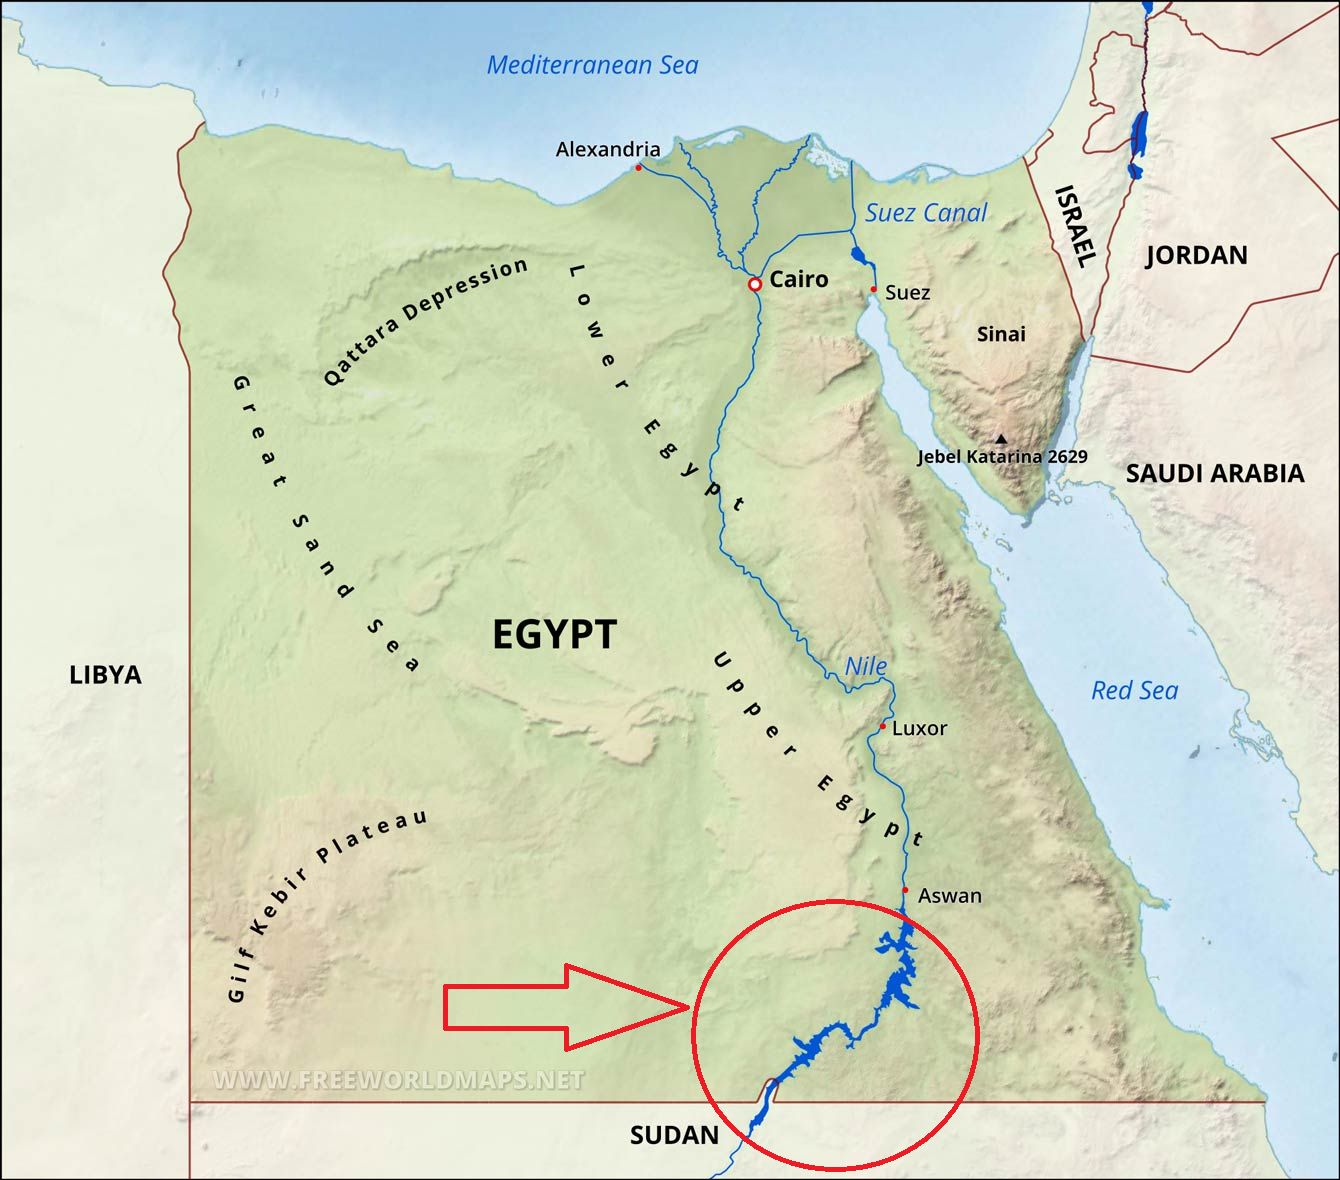 Mediterranean Sea
Alexandria
Suez Canal
ISRAEL
JORDAN
Qattara Depression
Lower Egypt
Cairo
Suez
Sinai
Great Sand Sea
Jebel Katarina 2629
SAUDI ARABIA
EGYPT
LIBYA
Upper Egypt
Nile
Red Sea
Luxor
Gilf Kebir Plateau
Aswan
WWW.FREEWORLDMAPS.NET
SUDAN